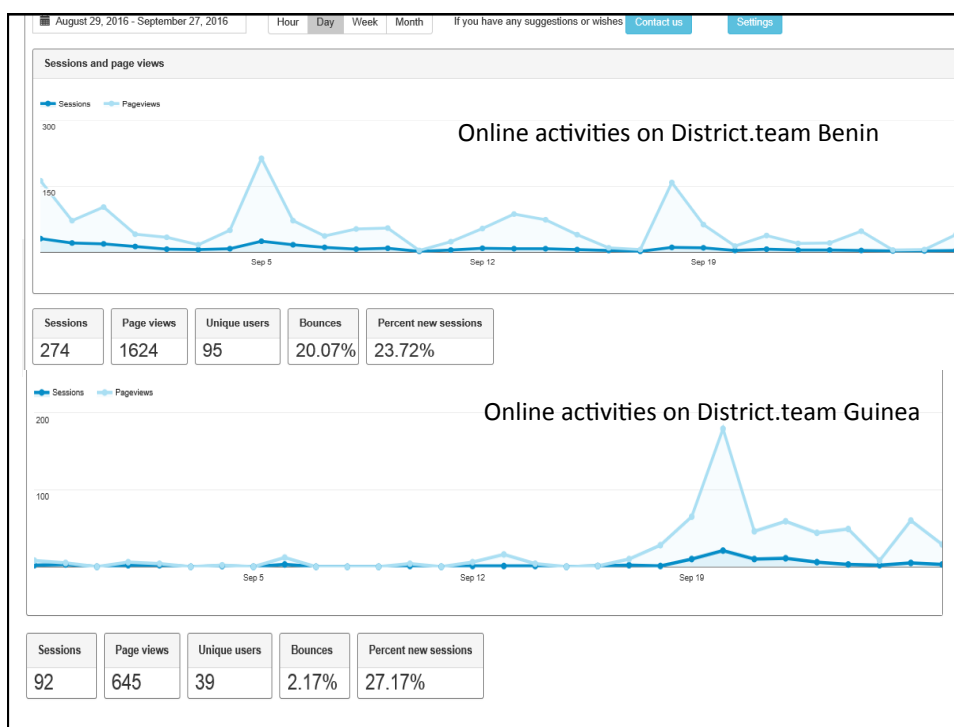 August 29, 2016 - September 27, 2016 Hour Day Week Month If you have any suggestions or wishes Contact us Settings
Sessions and page views
Sessions Pageviews
300
Online activities on District.team Benin
150
Sep 5 Sep 12 Sep 19
Sessions Page views Unique users Bounces Percent new sessions
274 1624 95 20.07% 23.72%
Sessions Pageviews
Online activities on District.team Guinea
200
100
Sep 5 Sep 12 Sep 19
Sessions Page views Unique users Bounces Percent new sessions
92 645 39 2.17% 27.17%